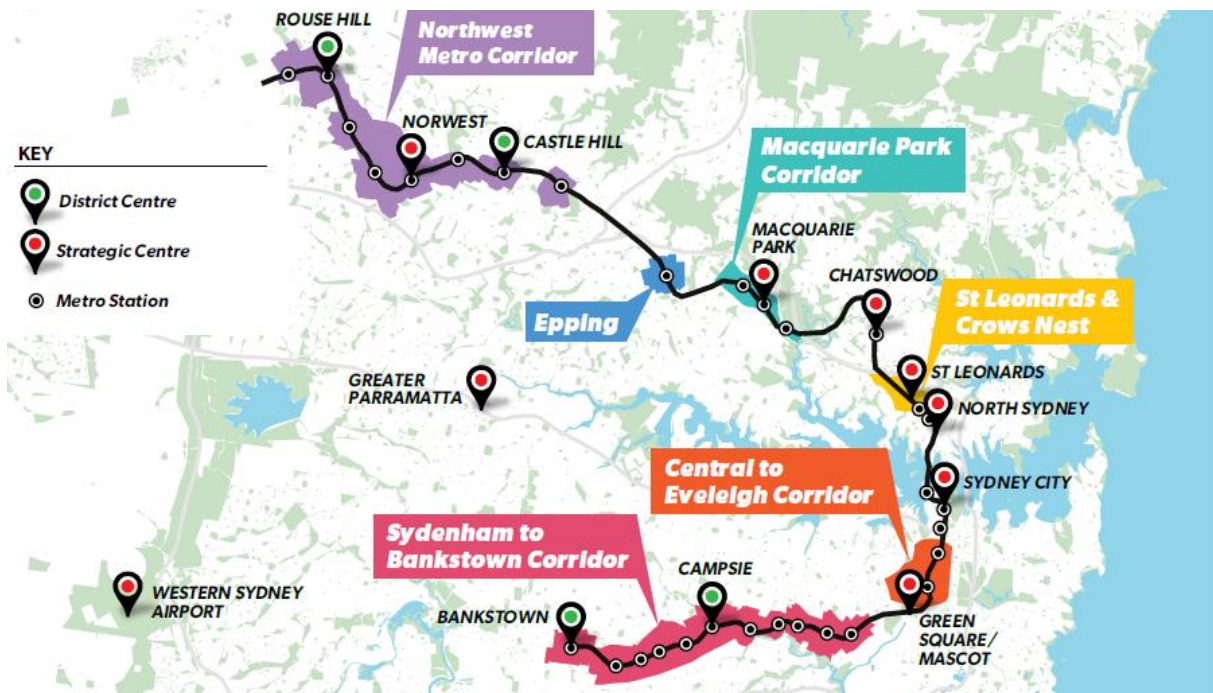 ROUSE HILL
Northwest
Metro Corridor
NORWEST
CASTLE HILL
KEY
District Centre
Strategic Centre
Metro Station
Macquarie Park
Corridor
MACQUARIE
PARK
CHATSWOOD
Epping
St Leonards &
Crows Nest
ST LEONARDS
GREATER
PARRAMATTA
NORTH SYDNEY
Central to
Eveleigh Corridor
SYDNEY CITY
Sydenham to
Bankstown Corridor
CAMPSIE
WESTERN SYDNEY
AIRPORT
BANKSTOWN
GREEN
SQUARE/
MASCOT